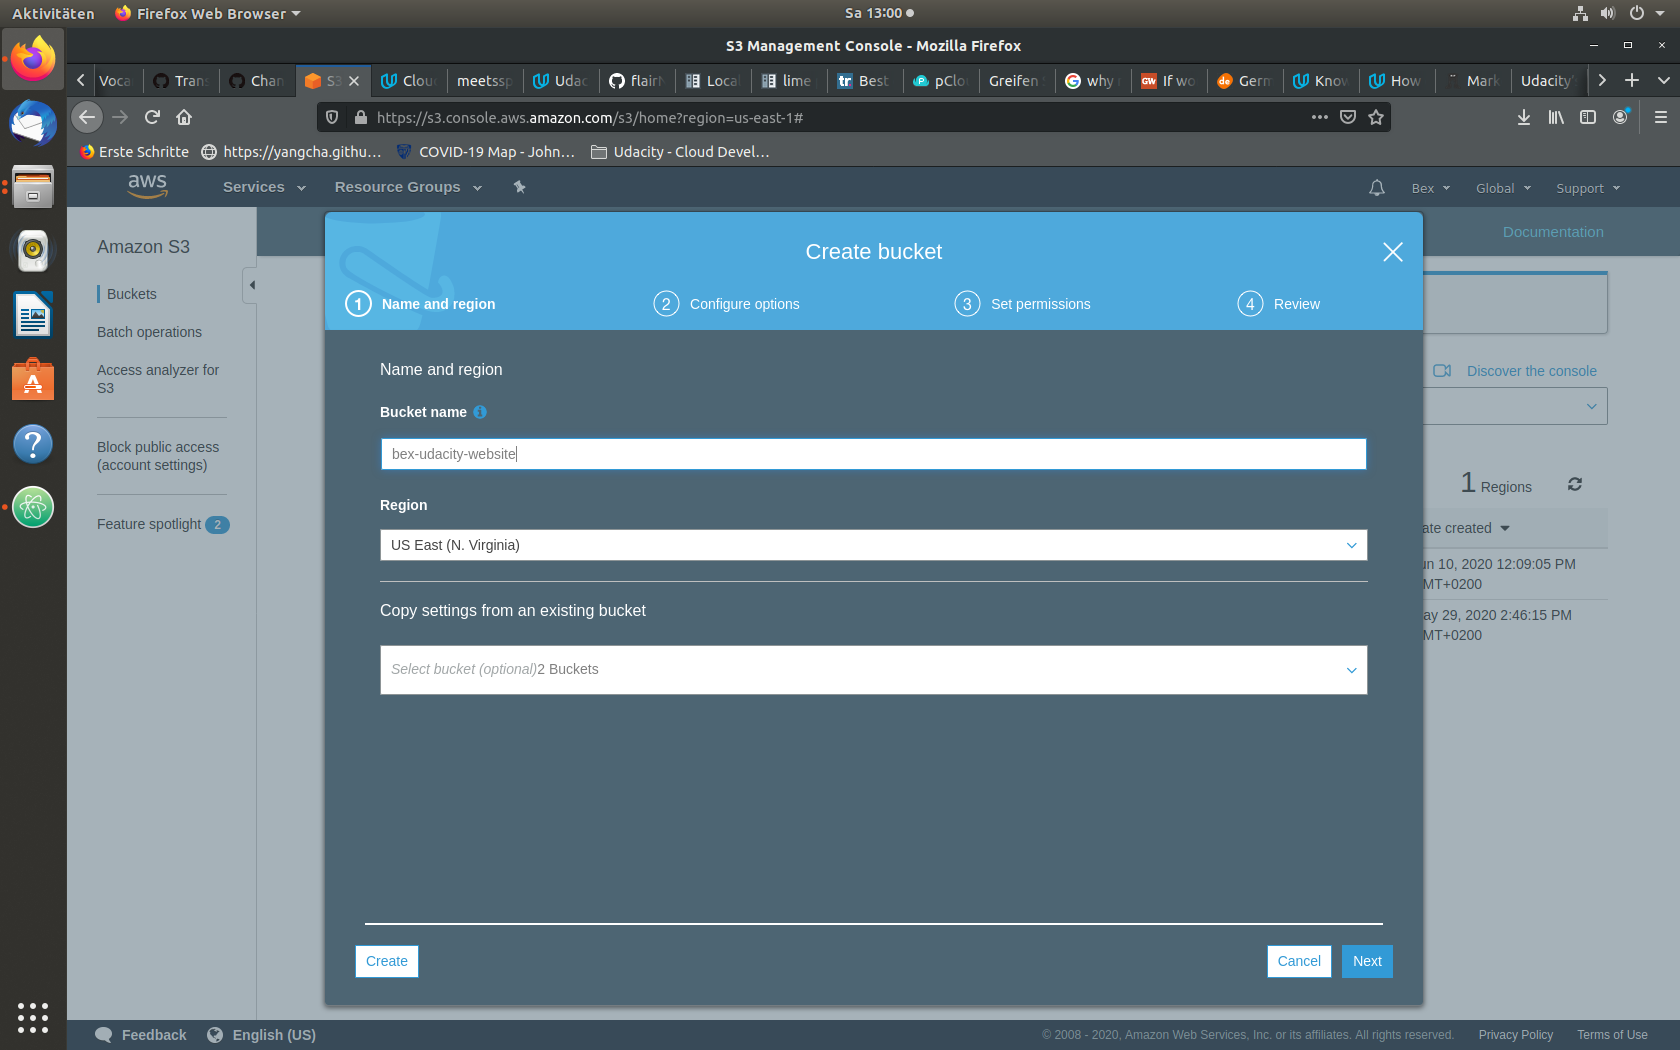 Aktivitäten
Firefox Web Browser
Sa 13:00
S3 Management Console - Mozilla Firefox
Voca
Trans
Chan
S3
Clou
meetssp
Udac
flairN
Local
lime
tr Best
pClo
Greifen
why
GW If wo
de Germ
Know
How
Mark
Udacity'
https://s3.console.aws.amazon.com/s3/home?region=us-east-1#
Erste Schritte
https://yangcha.githu…
COVID-19 Map - John…
Udacity - Cloud Devel…
aws
Services
Resource Groups
Bex
Global
Support
Amazon S3
Buckets
Batch operations
Access analyzer for
S3
Block public access
(account settings)
Feature spotlight 2
Documentation
Create bucket
1 Name and region
2 Configure options
3 Set permissions
4 Review
Name and region
Bucket name
bex-udacity-website
Region
US East (N. Virginia)
Copy settings from an existing bucket
Select bucket (optional)2 Buckets
Create
Cancel
Next
Discover the console
1 Regions
ate created
un 10, 2020 12:09:05 PM
MT+0200
ay 29, 2020 2:46:15 PM
MT+0200
Feedback
English (US)
© 2008 - 2020, Amazon Web Services, Inc. or its affiliates. All rights reserved.
Privacy Policy
Terms of Use